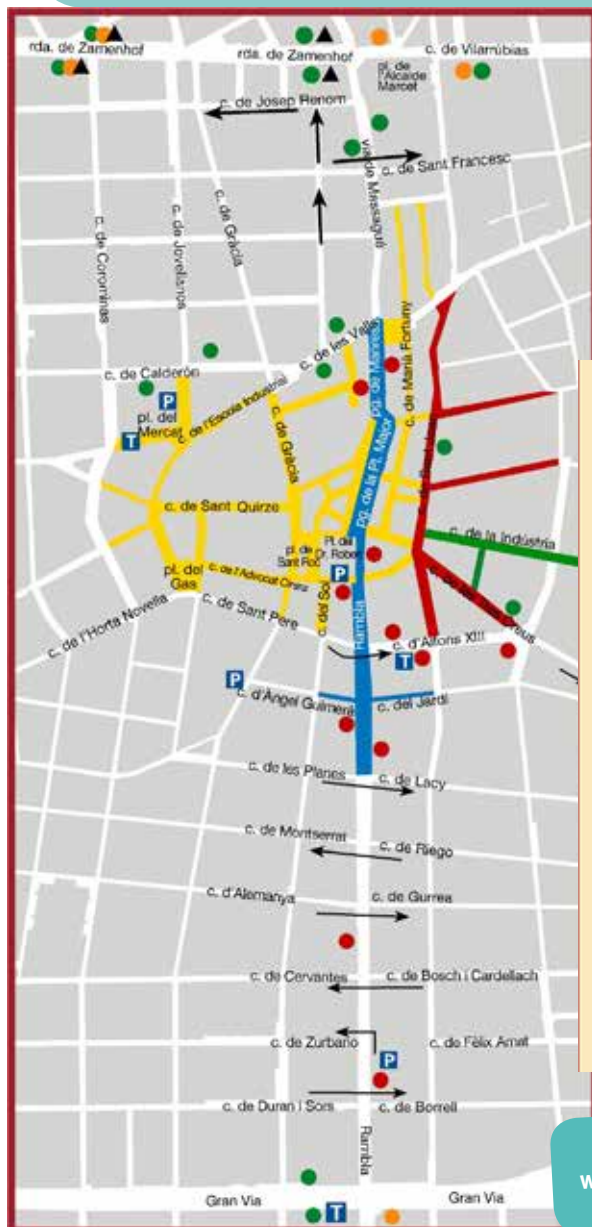 rda. de Zamenhof
rda. de Zamenhof
c. de Vilarrúbias
pl. de
l'Alcalde
Marcet
c. de Josep Renom
c. de Sant Francesc
via de Massagué
c. de Gràcia
c. de Jovellanos
c. de Coromines
c. de les Valls
c. de Maria Fortuny
pg. de Manresa
c. de Calderón
P
pl. del
Mercat
T
c. de l'Escola Industrial
c. de Gràcia
pg. de la Pl. Major
c. de Sant Quirze
c. de la Indústria
Pl. del
Dr. Robert
pl. de
Sant Roc
P
pl. del
Gas
c. de l'Advocat Cirera
c. del Sol
Rambla
c. de Sant Pere
c. de l'Horta Novella
c. d'Alfons XIII
T
P
c. d'Àngel Guimerà
c. del Jardí
c. de les Planes
c. de Lacy
c. de Montserrat
c. de Riego
c. d'Alemanya
c. de Gurrea
c. de Cervantes
c. de Bosch i Cardellach
c. de Zurbano
P
c. de Fèlix Amat
c. de Duran i Sors
c. de Borrell
Rambla
Gran Via
Gran Via
T
W